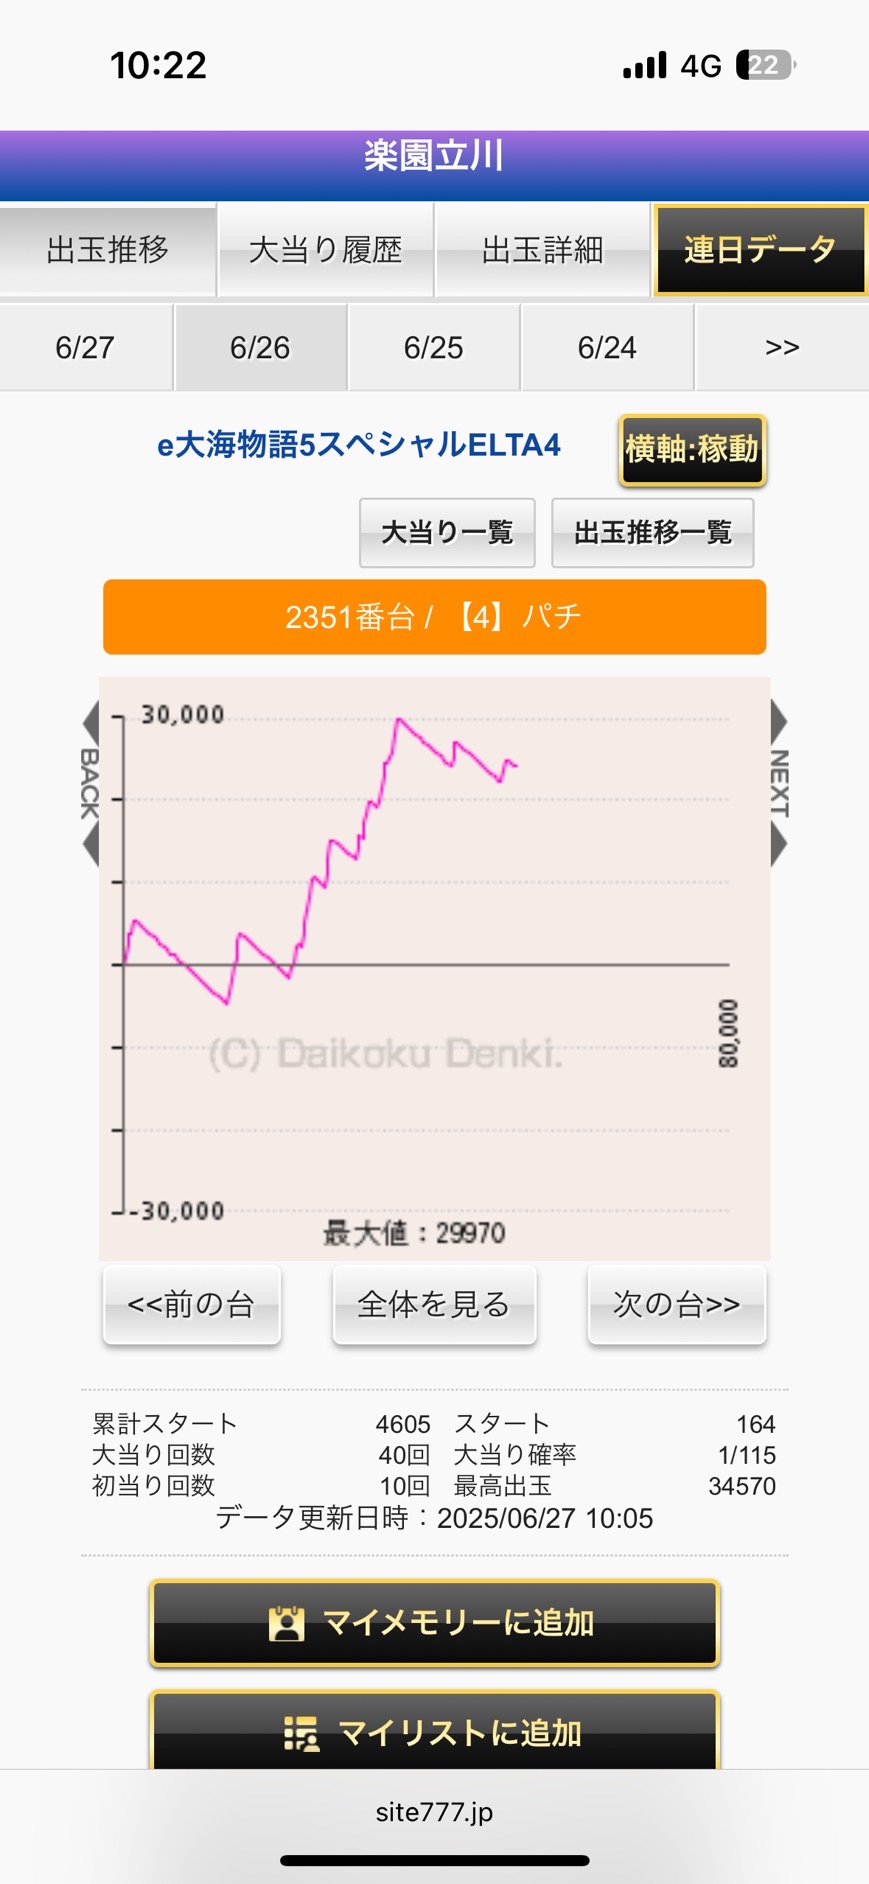 10:22 4G 22
楽園立川
出玉推移 大当り履歴 出玉詳細 連日データ
6/27 6/26 6/25 6/24 >>
e大海物語5スペシャルELTA4 横軸:稼動
大当り一覧 出玉推移一覧
2351番台 / 【4】パチ
BACK
30,000
NEXT
80,000
(C) Daikoku Denki.
-30,000
最大値：29970
<<前の台 全体を見る 次の台>>
累計スタート 4605 スタート 164
大当り回数 40回 大当り確率 1/115
初当り回数 10回 最高出玉 34570
データ更新日時：2025/06/27 10:05
マイメモリーに追加
マイリストに追加
site777.jp